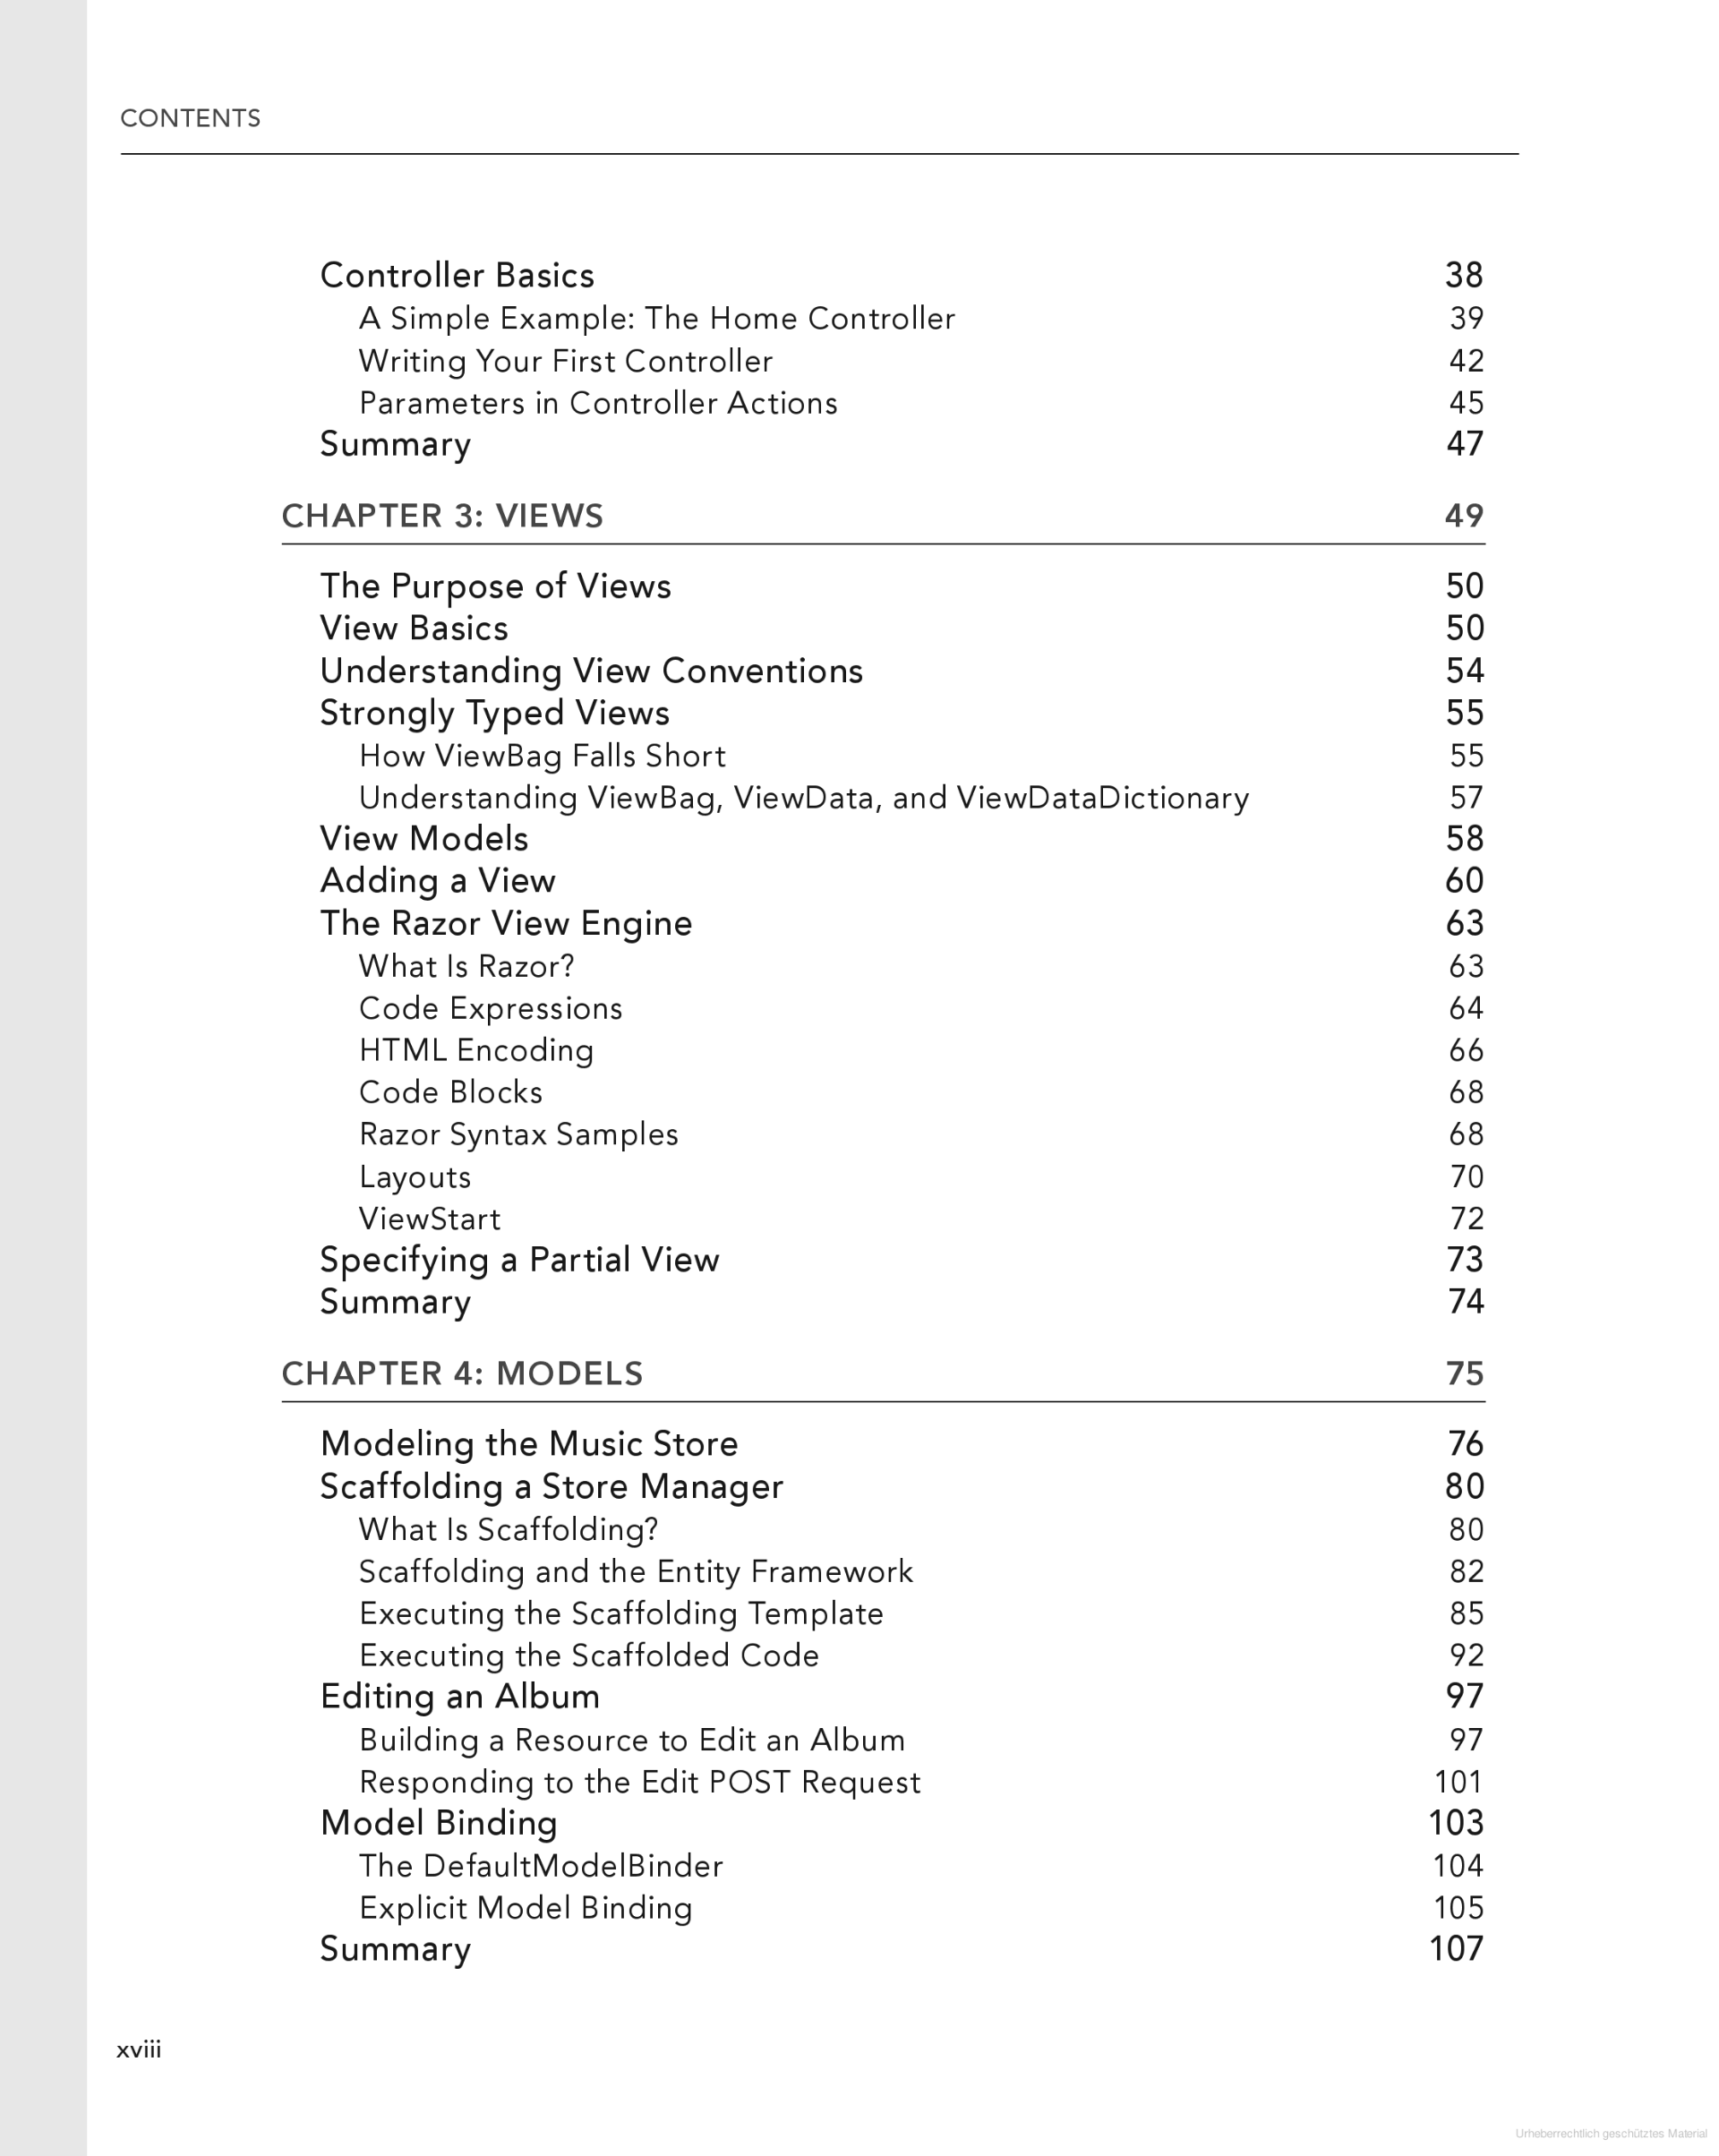 CONTENTS
Controller Basics 38
A Simple Example: The Home Controller 39
Writing Your First Controller 42
Parameters in Controller Actions 45
Summary 47
CHAPTER 3: VIEWS 49
The Purpose of Views 50
View Basics 50
Understanding View Conventions 54
Strongly Typed Views 55
How ViewBag Falls Short 55
Understanding ViewBag, ViewData, and ViewDataDictionary 57
View Models 58
Adding a View 60
The Razor View Engine 63
What Is Razor? 63
Code Expressions 64
HTML Encoding 66
Code Blocks 68
Razor Syntax Samples 68
Layouts 70
ViewStart 72
Specifying a Partial View 73
Summary 74
CHAPTER 4: MODELS 75
Modeling the Music Store 76
Scaffolding a Store Manager 80
What Is Scaffolding? 80
Scaffolding and the Entity Framework 82
Executing the Scaffolding Template 85
Executing the Scaffolded Code 92
Editing an Album 97
Building a Resource to Edit an Album 97
Responding to the Edit POST Request 101
Model Binding 103
The DefaultModelBinder 104
Explicit Model Binding 105
Summary 107
xviii
Urheberrechtlich geschütztes Material